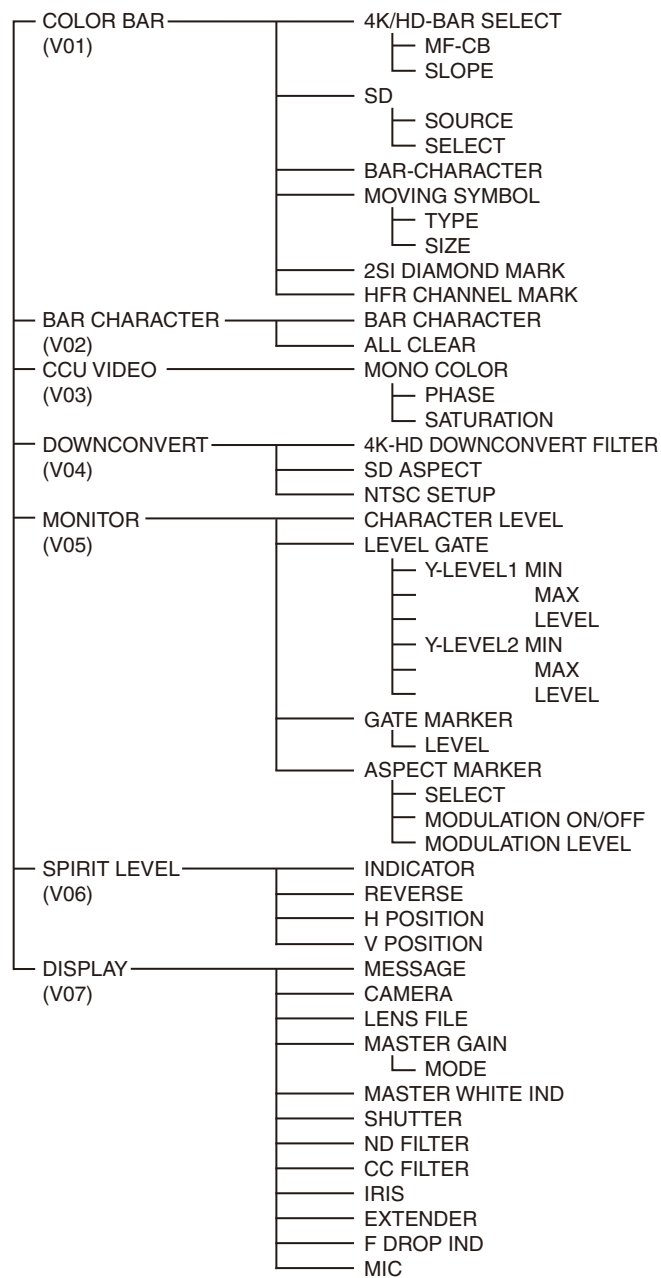 COLOR BAR 4K/HD-BAR SELECT
(V01) MF-CB
SLOPE
SD
SOURCE
SELECT
BAR-CHARACTER
MOVING SYMBOL
TYPE
SIZE
2SI DIAMOND MARK
HFR CHANNEL MARK
BAR CHARACTER BAR CHARACTER
(V02) ALL CLEAR
CCU VIDEO MONO COLOR
(V03) PHASE
SATURATION
DOWNCONVERT 4K-HD DOWNCONVERT FILTER
(V04) SD ASPECT
NTSC SETUP
MONITOR CHARACTER LEVEL
(V05) LEVEL GATE
Y-LEVEL1 MIN
MAX
LEVEL
Y-LEVEL2 MIN
MAX
LEVEL
GATE MARKER
LEVEL
ASPECT MARKER
SELECT
MODULATION ON/OFF
MODULATION LEVEL
SPIRIT LEVEL INDICATOR
(V06) REVERSE
H POSITION
V POSITION
DISPLAY MESSAGE
(V07) CAMERA
LENS FILE
MASTER GAIN
MODE
MASTER WHITE IND
SHUTTER
ND FILTER
CC FILTER
IRIS
EXTENDER
F DROP IND
MIC